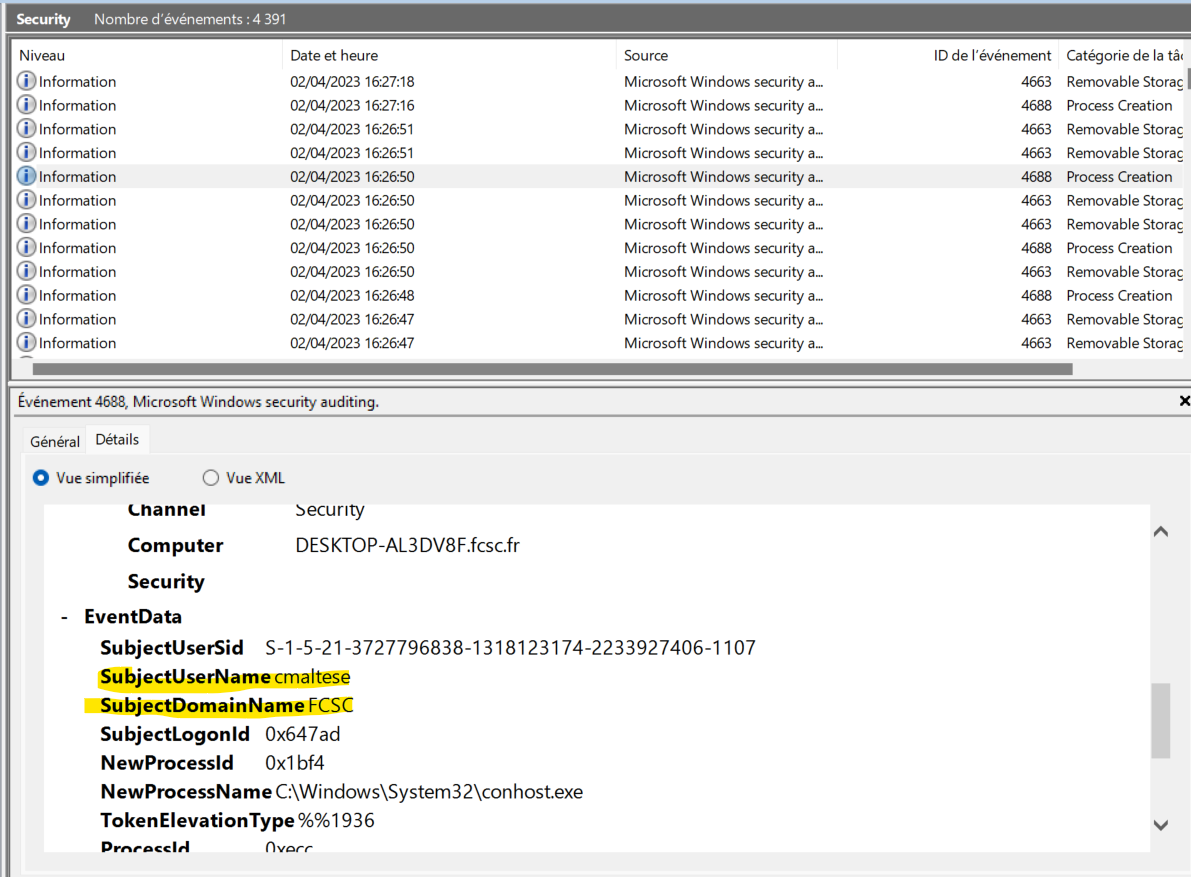 Security Nombre d'événements : 4 391
Niveau Date et heure Source ID de l'événement Catégorie de la tâc
Information 02/04/2023 16:27:18 Microsoft Windows security a... 4663 Removable Storag
Information 02/04/2023 16:27:16 Microsoft Windows security a... 4688 Process Creation
Information 02/04/2023 16:26:51 Microsoft Windows security a... 4663 Removable Storag
Information 02/04/2023 16:26:51 Microsoft Windows security a... 4663 Removable Storag
Information 02/04/2023 16:26:50 Microsoft Windows security a... 4688 Process Creation
Information 02/04/2023 16:26:50 Microsoft Windows security a... 4663 Removable Storag
Information 02/04/2023 16:26:50 Microsoft Windows security a... 4663 Removable Storag
Information 02/04/2023 16:26:50 Microsoft Windows security a... 4688 Process Creation
Information 02/04/2023 16:26:50 Microsoft Windows security a... 4663 Removable Storag
Information 02/04/2023 16:26:48 Microsoft Windows security a... 4688 Process Creation
Information 02/04/2023 16:26:47 Microsoft Windows security a... 4663 Removable Storag
Information 02/04/2023 16:26:47 Microsoft Windows security a... 4663 Removable Storag
Événement 4688, Microsoft Windows security auditing.
Général Détails
Vue simplifiée Vue XML
Channel Security
Computer DESKTOP-AL3DV8F.fcsc.fr
Security
- EventData
SubjectUserSid S-1-5-21-3727796838-1318123174-2233927406-1107
SubjectUserName cmaltese
SubjectDomainName FCSC
SubjectLogonId 0x647ad
NewProcessId 0x1bf4
NewProcessName C:\Windows\System32\conhost.exe
TokenElevationType %%1936
ProcessId 0xecc